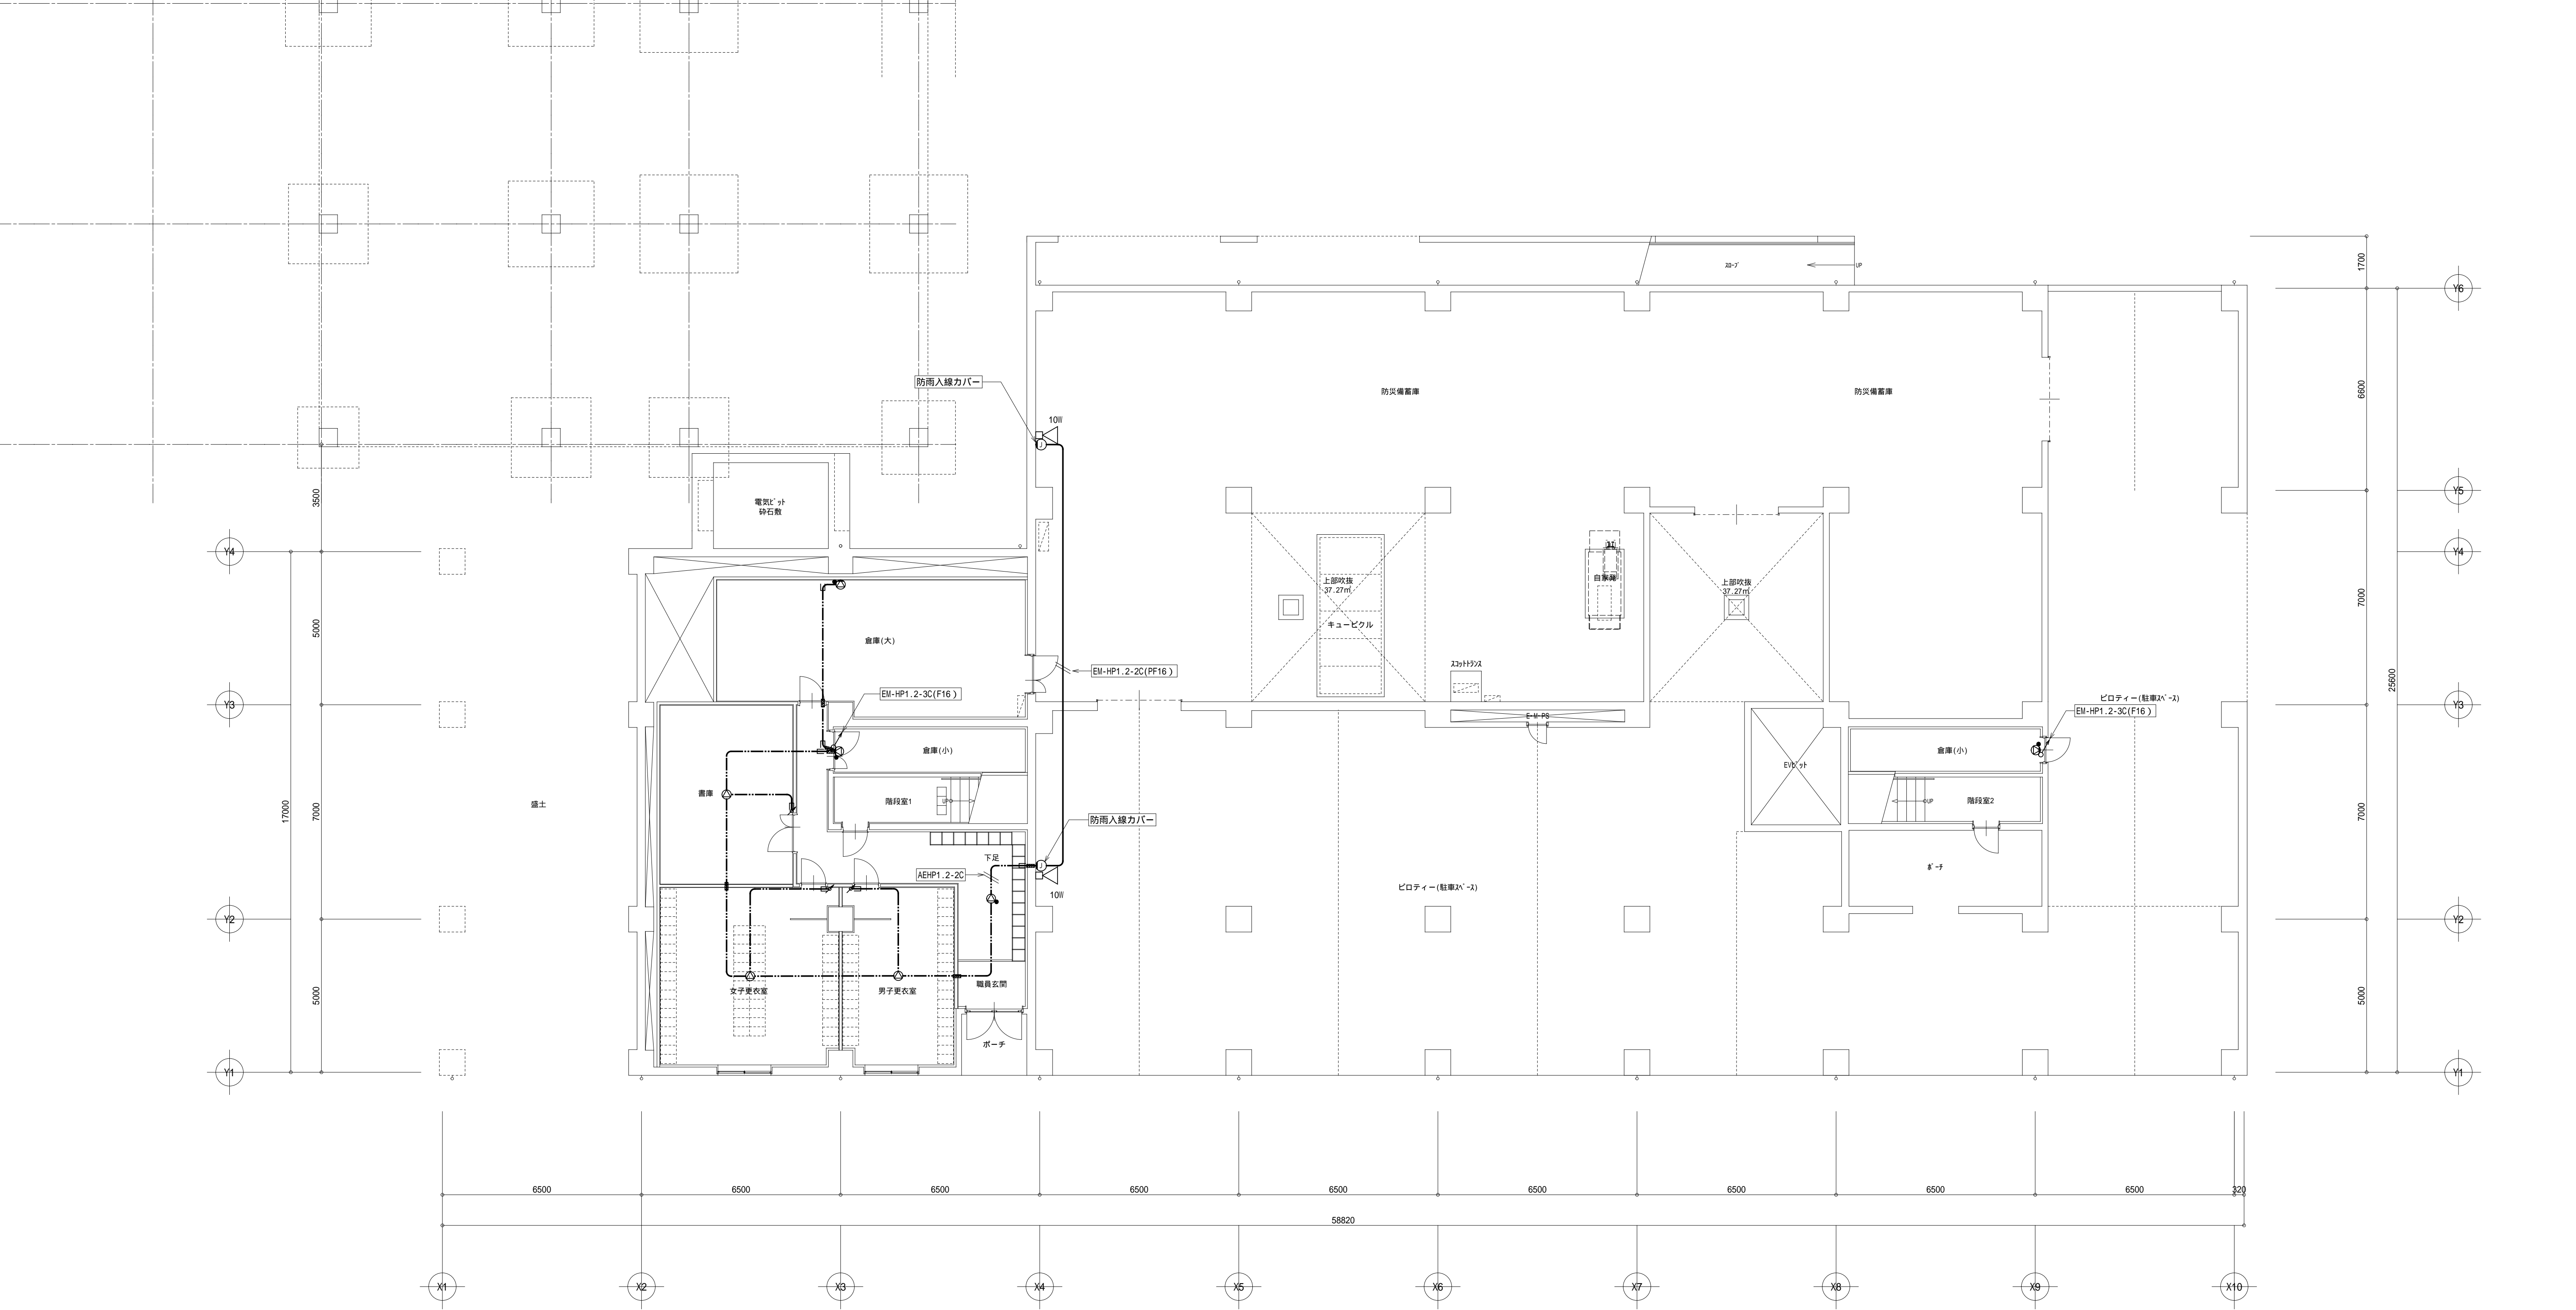 スロープ
UP
1700
Y6
防雨入線カバー
防災備蓄庫
防災備蓄庫
6600
10W
J
3500
電気ピット
砕石敷
Y5
Y4
Y4
上部吹抜
37.27㎡
自家発
上部吹抜
37.27㎡
7000
キュービクル
5000
倉庫(大)
EM-HP1.2-2C(PF16)
スコットトランス
25600
EM-HP1.2-3C(F16)
ピロティー(駐車スペース)
Y3
EM-HP1.2-3C(F16)
Y3
E･M･PS
倉庫(小)
倉庫(小)
EVピット
書庫
階段室1
UP
UP
階段室2
盛土
17000
7000
7000
防雨入線カバー
下足
J
ポーチ
AEHP1.2-2C
10W
ピロティー(駐車スペース)
Y2
Y2
女子更衣室
男子更衣室
職員玄関
5000
5000
ポーチ
Y1
Y1
6500
6500
6500
6500
6500
6500
6500
6500
6500
320
58820
X1
X2
X3
X4
X5
X6
X7
X8
X9
X10